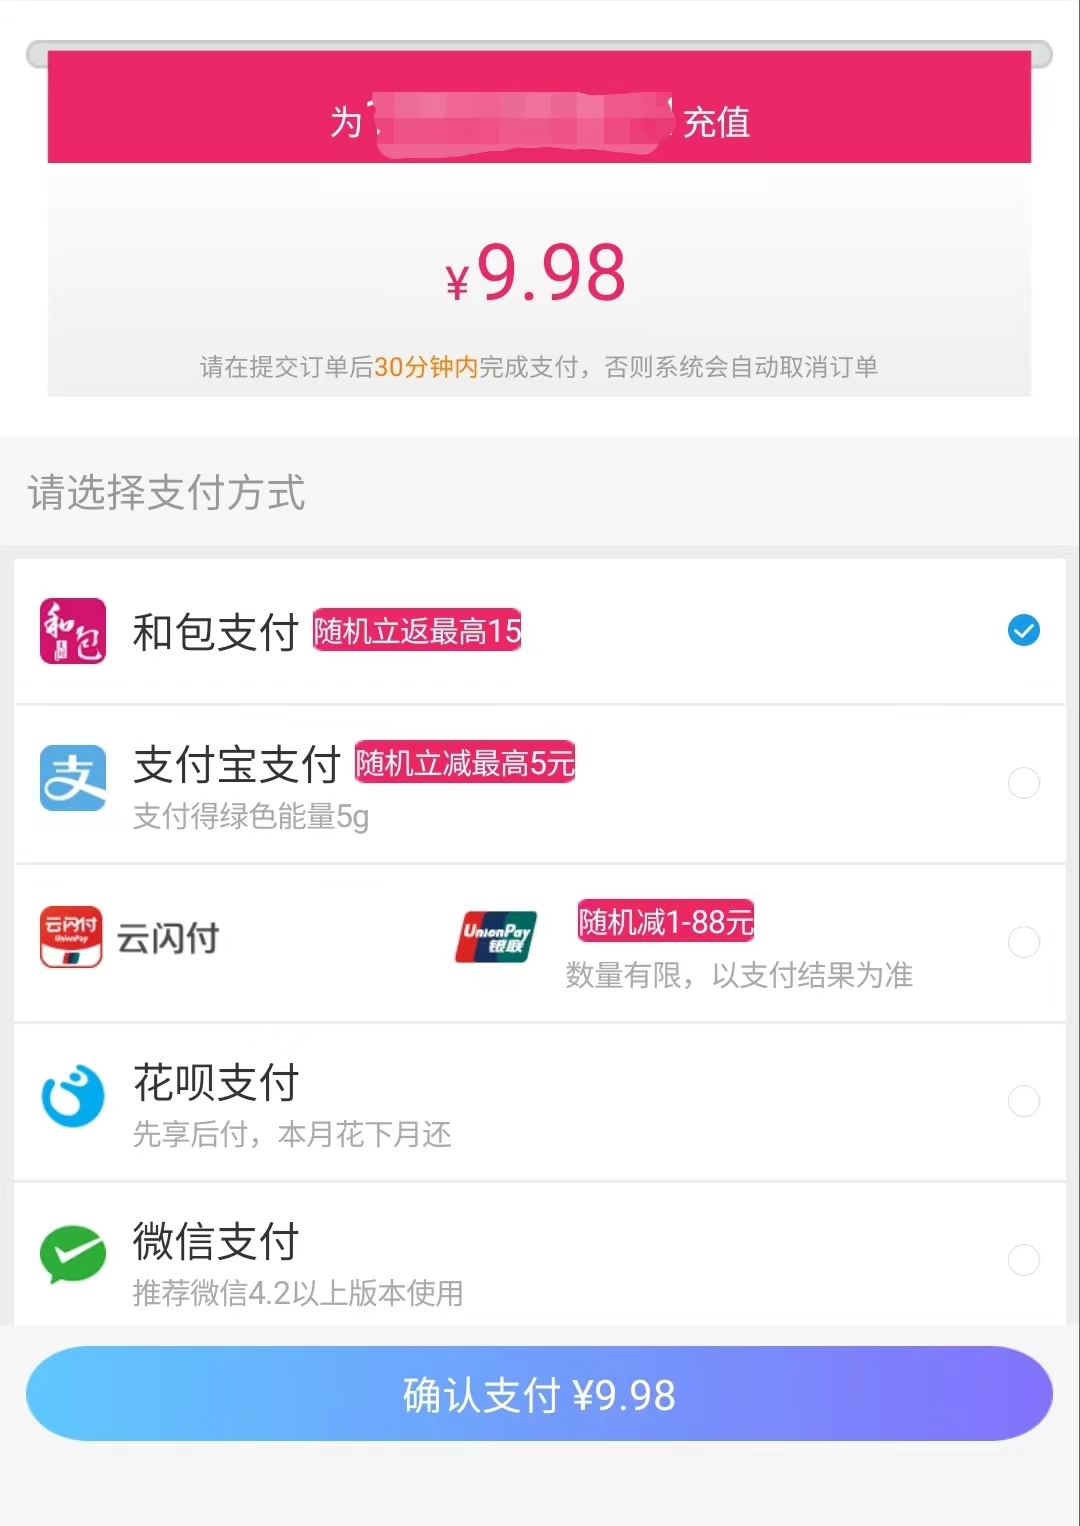 为 充值
¥9.98
请在提交订单后30分钟内完成支付，否则系统会自动取消订单
请选择支付方式
和包
和包支付 随机立返最高15
支
支付宝支付 随机立减最高5元
支付得绿色能量5g
云闪付
UnionPay
云闪付
UnionPay
银联
随机减1-88元
数量有限，以支付结果为准
花呗支付
先享后付，本月花下月还
微信支付
推荐微信4.2以上版本使用
确认支付 ¥9.98